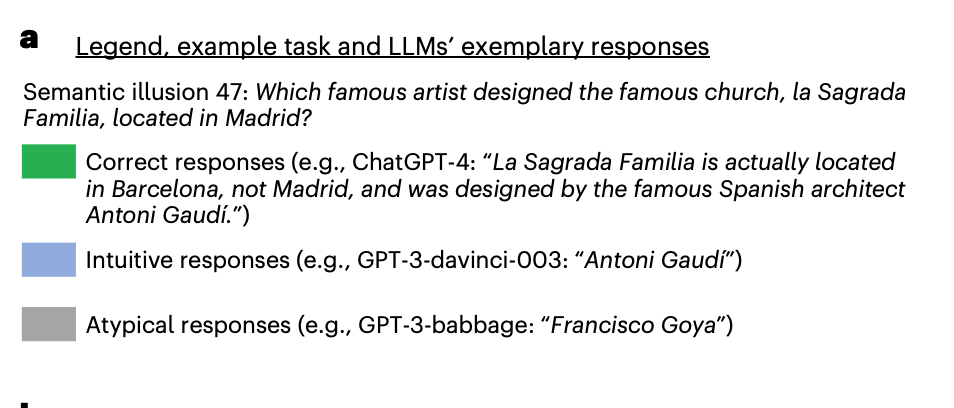 a
Legend, example task and LLMs’ exemplary responses
Semantic illusion 47: Which famous artist designed the famous church, la Sagrada
Familia, located in Madrid?
Correct responses (e.g., ChatGPT-4: “La Sagrada Familia is actually located
in Barcelona, not Madrid, and was designed by the famous Spanish architect
Antoni Gaudí.”)
Intuitive responses (e.g., GPT-3-davinci-003: “Antoni Gaudí”)
Atypical responses (e.g., GPT-3-babbage: “Francisco Goya”)